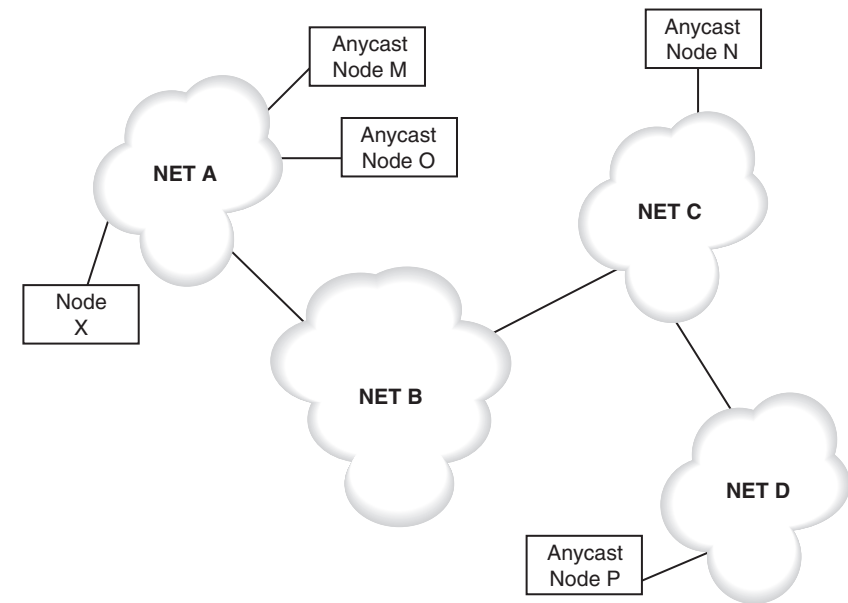 Anycast
Node M
Anycast
Node N
Anycast
Node O
NET A
NET C
Node
X
NET B
NET D
Anycast
Node P